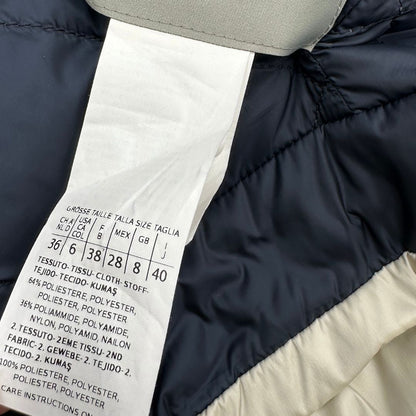 GRÖSSE TAILLE TALLA SIZE TAGLIA
CH A NL D
USA CA COL
F B
MEX
GB
I J
36 6 38 28 8 40
TESSUTO-TISSU-CLOTH-STOFF-
TEJIDO-TECIDO-KUMAŞ
64% POLIESTERE, POLYESTER,
POLIESTER, POLYESTER
36% POLIAMMIDE, POLYAMIDE,
NYLON, POLYAMID, NAILON
2.TESSUTO-2EME TISSU-2ND
FABRIC-2. GEWEBE-2. TEJIDO-
TECIDO-2. KUMAŞ
100% POLIESTERE, POLYESTER,
POLIESTER, POLYESTER
CARE INSTRUCTIONS ON